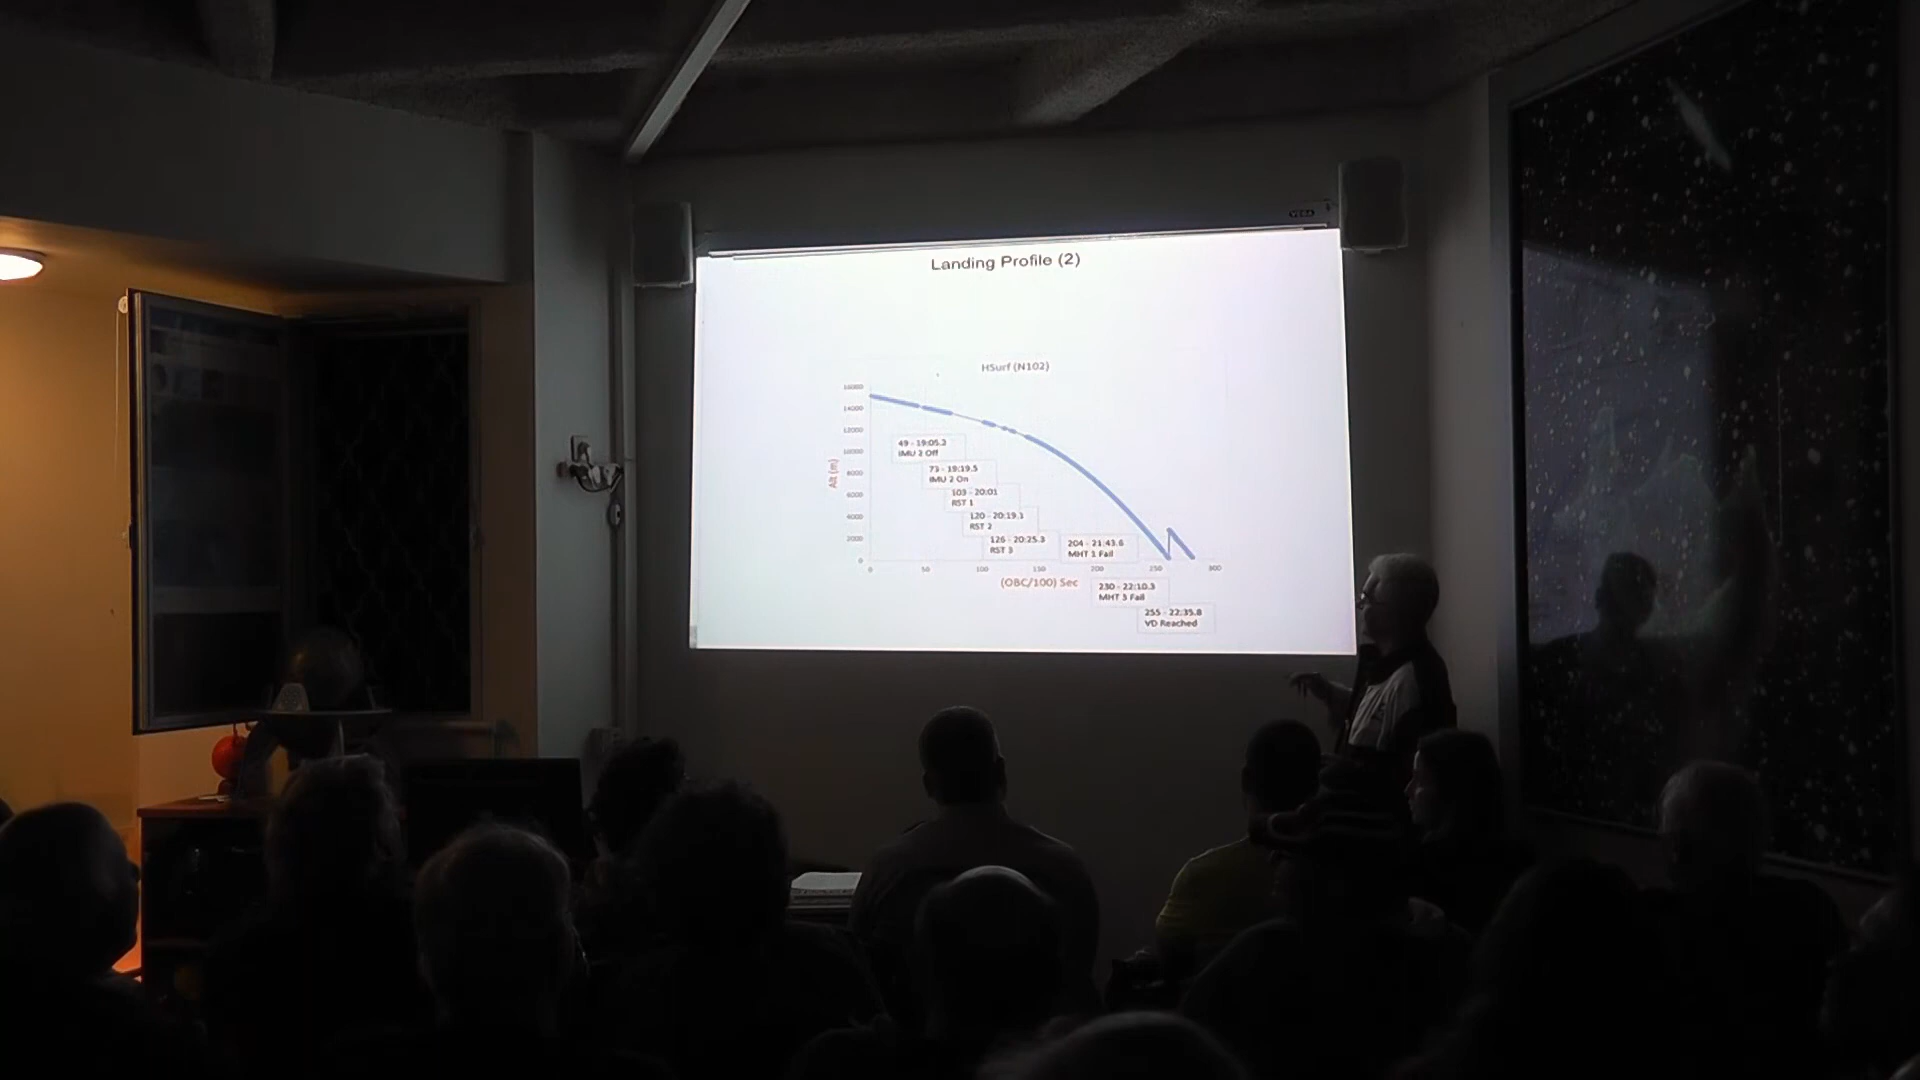 VEGA
Landing Profile (2)
HSurf (N102)
16000
14000
12000
10000
8000
6000
4000
2000
0
Alt (m)
49 - 19:05.2
IMU 2 Off
73 - 19:19.5
IMU 2 On
103 - 20:01
RST 1
120 - 20:19.3
RST 2
126 - 20:25.3
RST 3
204 - 21:43.6
MHT 1 Fail
0
50
100
150
200
250
300
(OBC/100) Sec
230 - 22:10.3
MHT 5 Fail
255 - 22:35.8
VD Reached